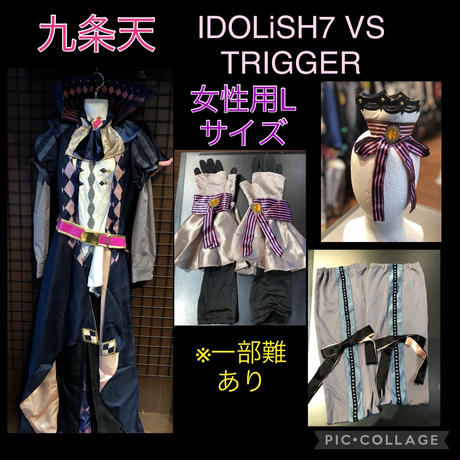 九条天
IDOLiSH7 VS
TRIGGER
女性用L
サイズ
※一部難
あり
PIC•COLLAGE